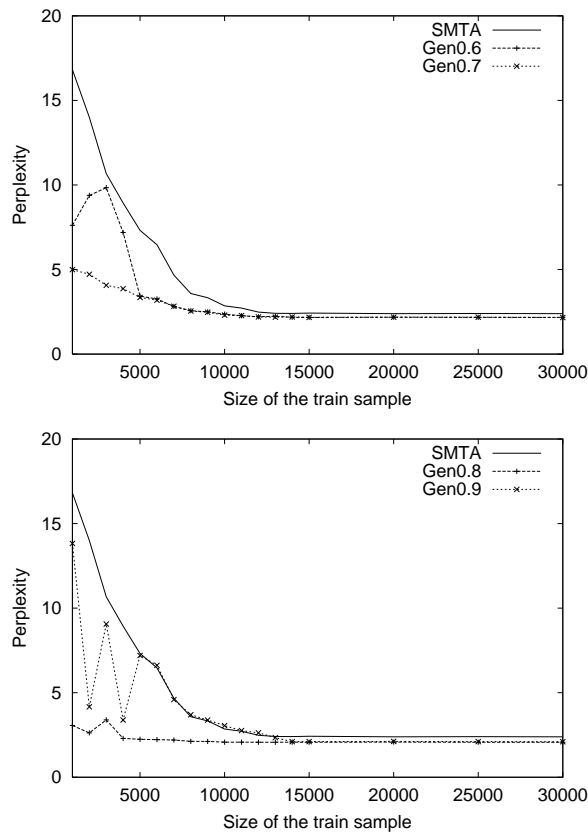 20
15
10
5
0
Perplexity
5000 10000 15000 20000 25000 30000
Size of the train sample
SMTA
Gen0.6
Gen0.7
20
15
10
5
0
Perplexity
5000 10000 15000 20000 25000 30000
Size of the train sample
SMTA
Gen0.8
Gen0.9